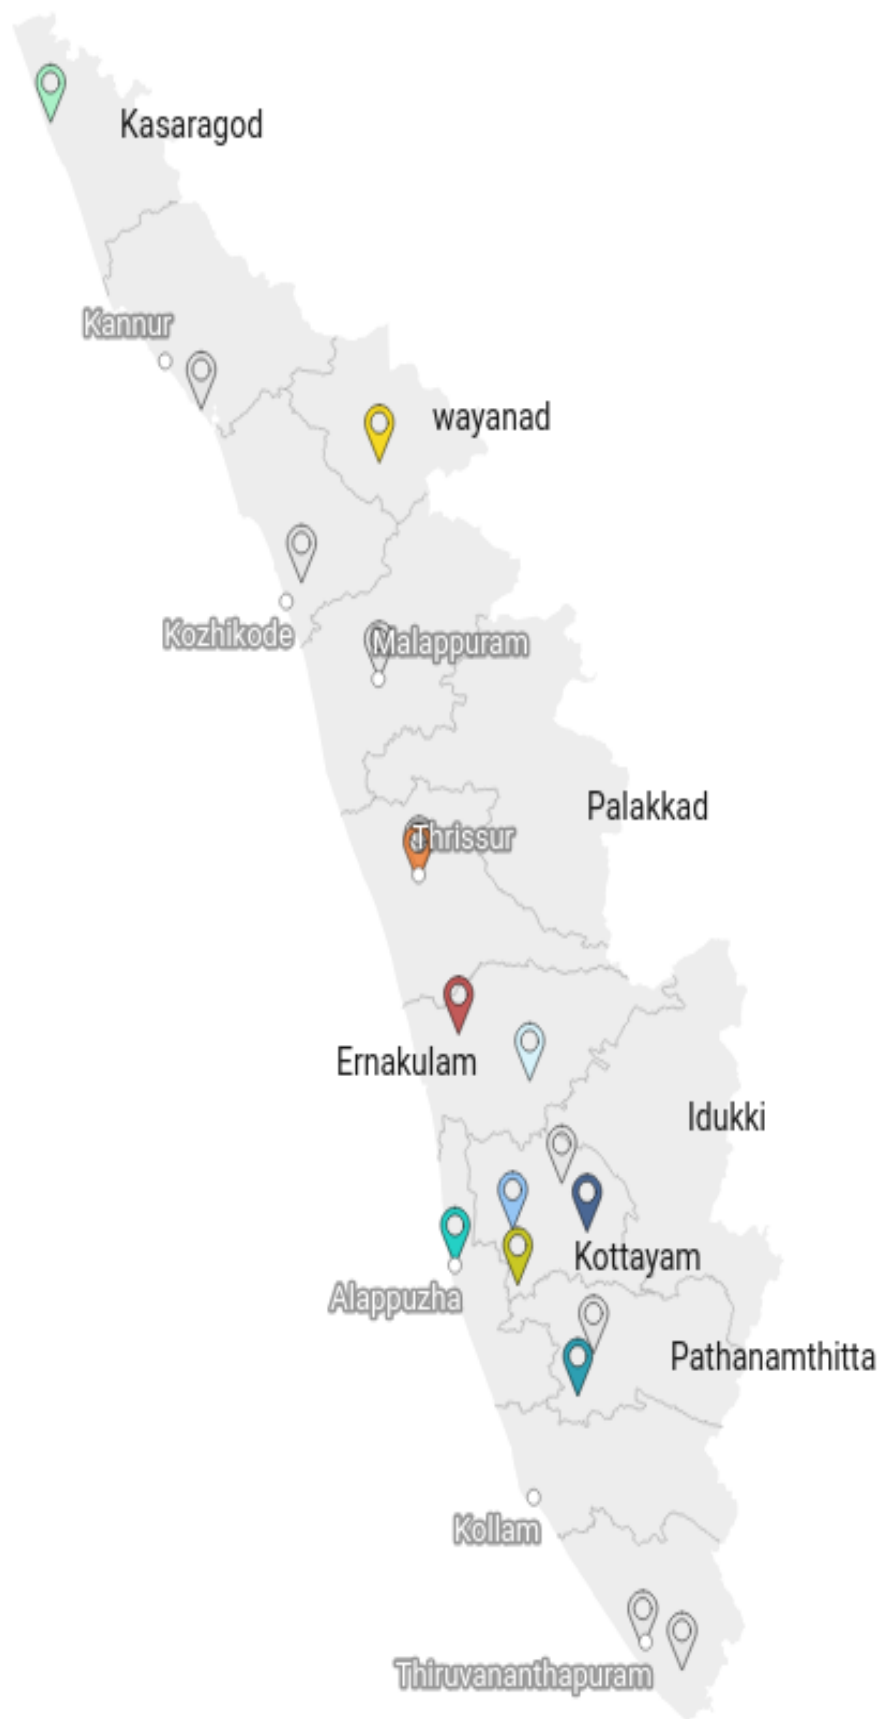 Kasaragod
Kannur
wayanad
Kozhikode
Malappuram
Palakkad
Thrissur
Ernakulam
Idukki
Kottayam
Alappuzha
Pathanamthitta
Kollam
Thiruvananthapuram